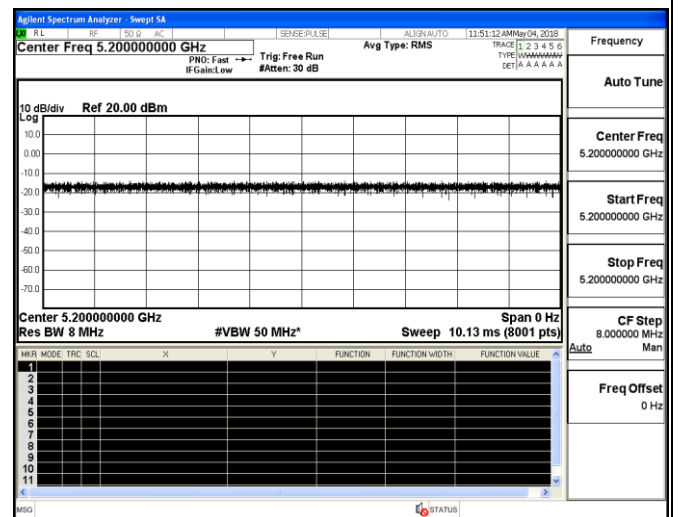 Agilent Spectrum Analyzer - Swept SA
RL RF 50 Ω AC SENSE:PULSE ALIGNAUTO 11:51:12 AM May 04, 2018
Center Freq 5.200000000 GHz Avg Type: RMS TRACE 1 2 3 4 5 6
PNO: Fast Trig: Free Run TYPE
IFGain:Low #Atten: 30 dB DET A A A A A A
Frequency
Auto Tune
Center Freq
5.200000000 GHz
Start Freq
5.200000000 GHz
Stop Freq
5.200000000 GHz
CF Step
8.000000 MHz
Auto Man
Freq Offset
0 Hz
10 dB/div Ref 20.00 dBm
Log
10.0
0.00
-10.0
-20.0
-30.0
-40.0
-50.0
-60.0
-70.0
Center 5.200000000 GHz Span 0 Hz
Res BW 8 MHz #VBW 50 MHz* Sweep 10.13 ms (8001 pts)
MKR MODE TRC SCL X Y FUNCTION FUNCTION WIDTH FUNCTION VALUE
1
2
3
4
5
6
7
8
9
10
11
MSG STATUS